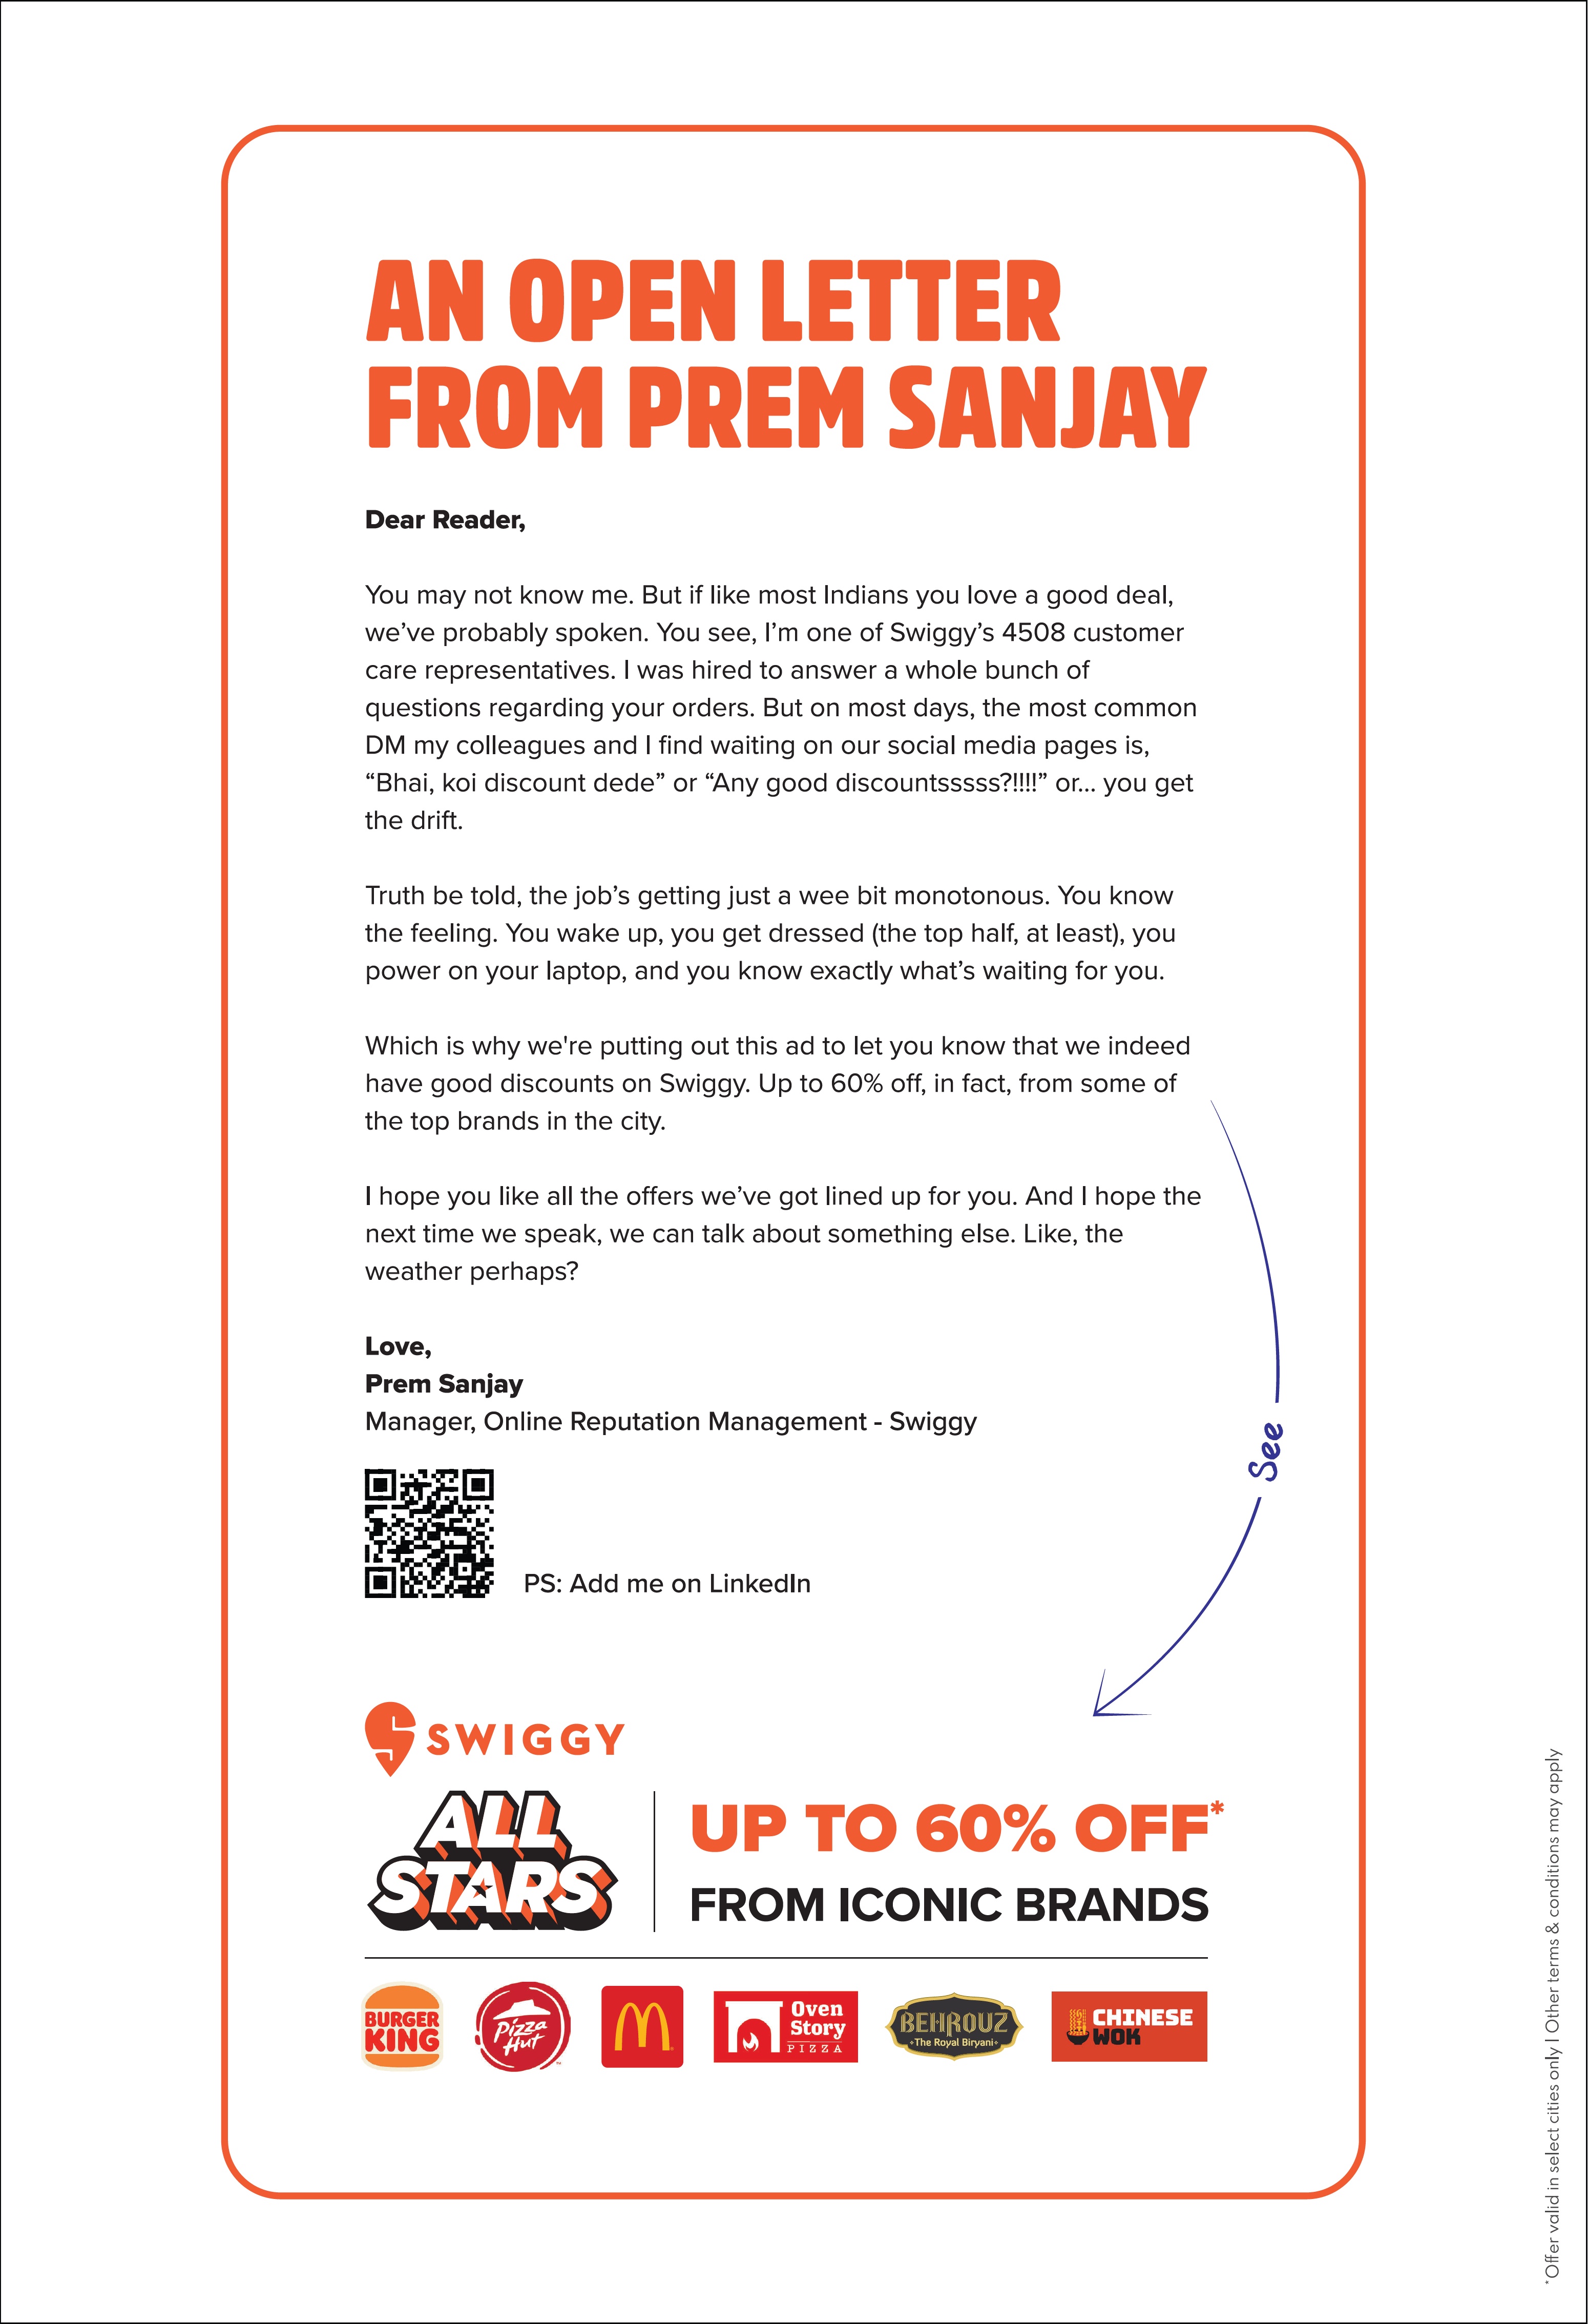 AN OPEN LETTER
FROM PREM SANJAY
Dear Reader,
You may not know me. But if like most Indians you love a good deal,
we’ve probably spoken. You see, I’m one of Swiggy’s 4508 customer
care representatives. I was hired to answer a whole bunch of
questions regarding your orders. But on most days, the most common
DM my colleagues and I find waiting on our social media pages is,
“Bhai, koi discount dede” or “Any good discountsssss?!!!!” or... you get
the drift.
Truth be told, the job’s getting just a wee bit monotonous. You know
the feeling. You wake up, you get dressed (the top half, at least), you
power on your laptop, and you know exactly what’s waiting for you.
Which is why we're putting out this ad to let you know that we indeed
have good discounts on Swiggy. Up to 60% off, in fact, from some of
the top brands in the city.
I hope you like all the offers we’ve got lined up for you. And I hope the
next time we speak, we can talk about something else. Like, the
weather perhaps?
Love,
Prem Sanjay
Manager, Online Reputation Management - Swiggy
PS: Add me on LinkedIn
See
SWIGGY
ALL
STARS
UP TO 60% OFF*
FROM ICONIC BRANDS
BURGER
KING
Pizza
Hut
Oven
Story
PIZZA
BEHROUZ
The Royal Biryani
CHINESE
WOK
*Offer valid in select cities only | Other terms & conditions may apply